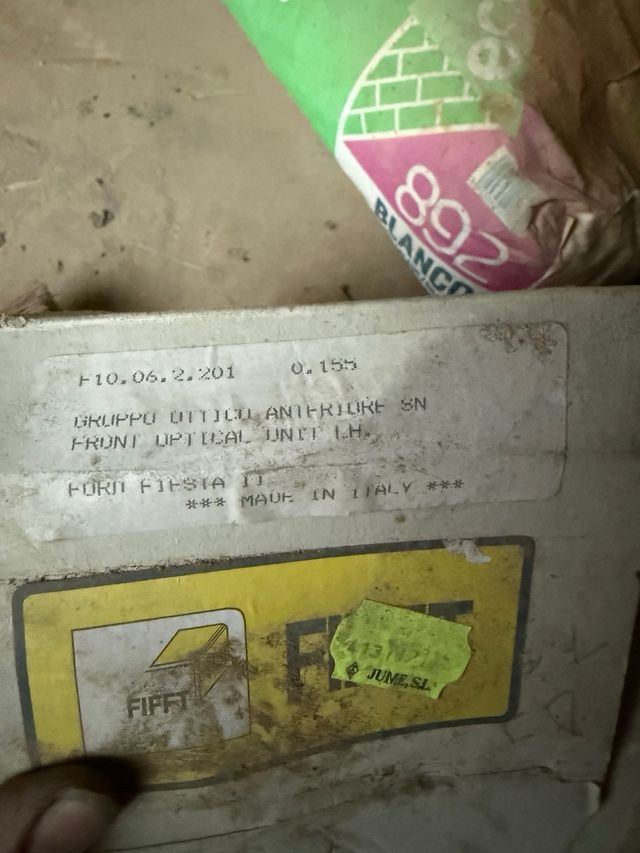 892
BLANCO
F10.06.2.201 0.155
GRUPPO OTTICO ANTERIORE SN
FRONT OPTICAL UNIT LH.
FORD FIESTA II
*** MADE IN ITALY ***
FIFFT
JUME,S.L.